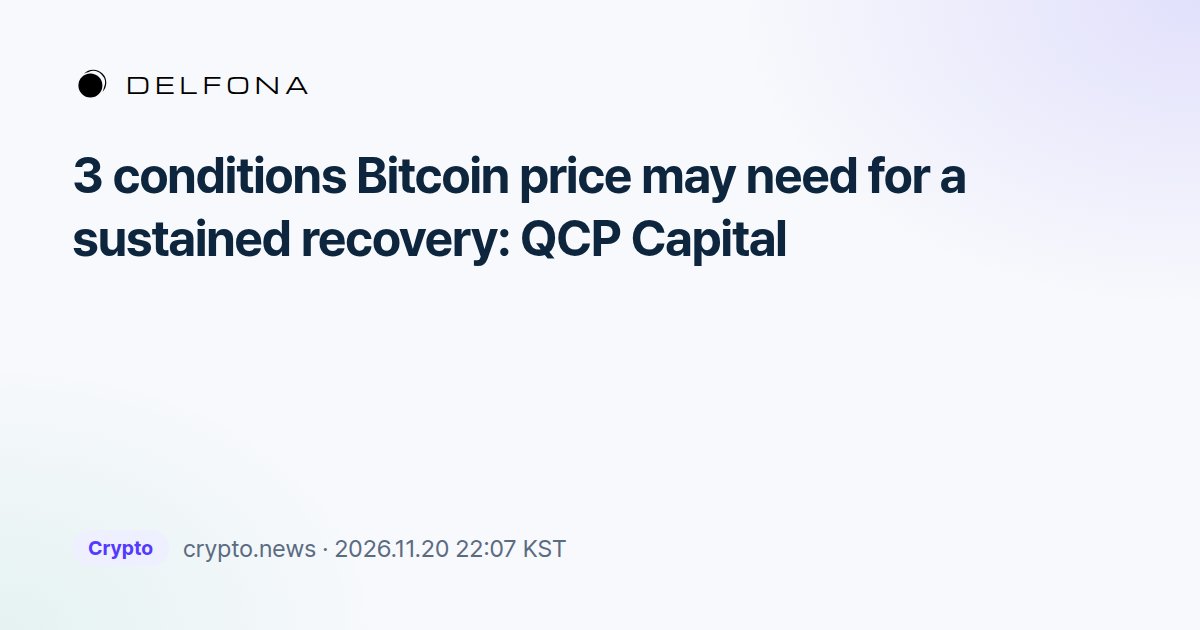 DELFONA
3 conditions Bitcoin price may need for a
sustained recovery: QCP Capital
Crypto crypto.news · 2026.11.20 22:07 KST